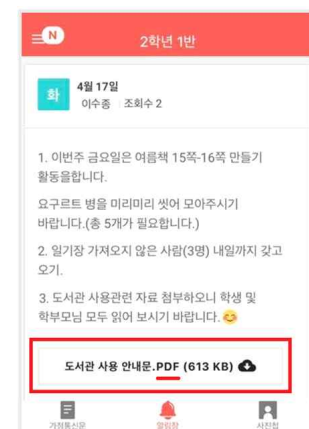 N
2학년 1반
화
4월 17일
이수종 조회수 2
1. 이번주 금요일은 여름책 15쪽-16쪽 만들기
활동을합니다.
요구르트 병을 미리미리 씻어 모아주시기
바랍니다.(총 5개가 필요합니다.)
2. 일기장 가져오지 않은 사람(3명) 내일까지 갖고
오기.
3. 도서관 사용관련 자료 첨부하오니 학생 및
학부모님 모두 읽어 보시기 바랍니다.😊
도서관 사용 안내문.PDF (613 KB)
가정통신문 알림장 사진첩